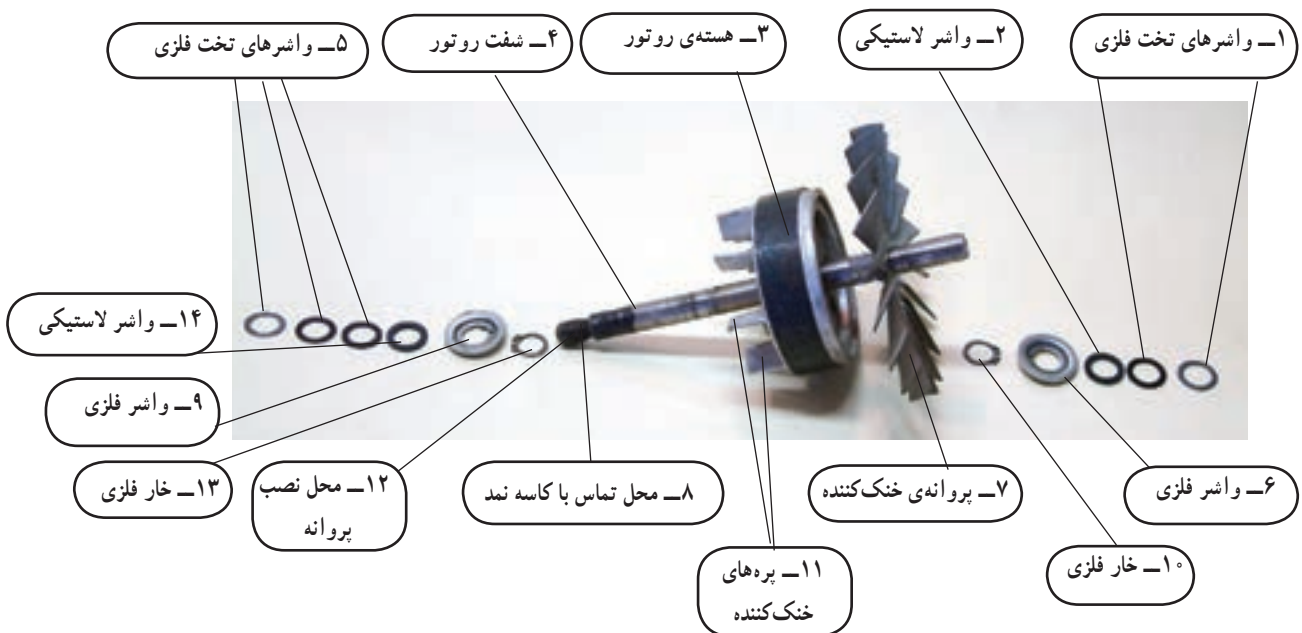 ۱ــ واشرهای تخت فلزی
۲ــ واشر لاستیکی
۳ــ هسته‌ی روتور
۴ــ شفت روتور
۵ــ واشرهای تخت فلزی
۱۴ــ واشر لاستیکی
۹ــ واشر فلزی
۶ــ واشر فلزی
۷ــ پروانه‌ی خنک‌کننده
۸ــ محل تماس با کاسه نمد
۱۲ــ محل نصب
پروانه
۱۳ــ خار فلزی
۱۰ــ خار فلزی
۱۱ــ پره‌های
خنک‌کننده